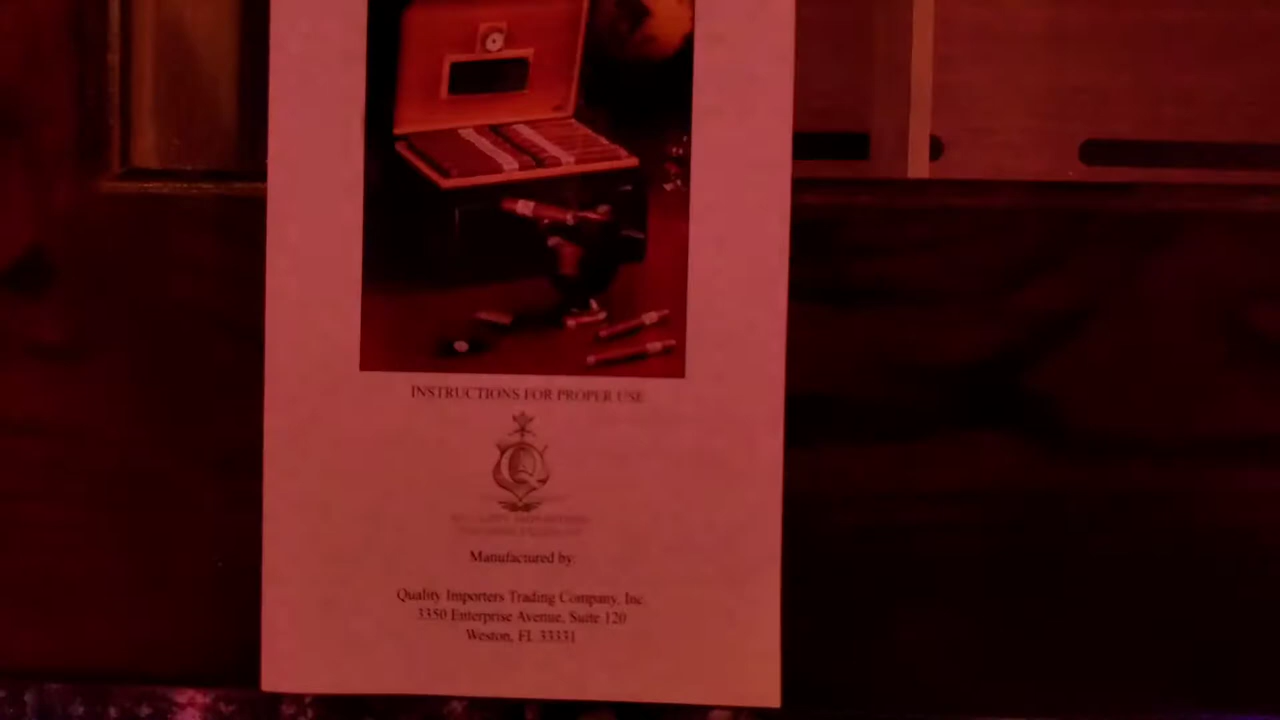 INSTRUCTIONS FOR PROPER USE
Q
Manufactured by:
Quality Importers Trading Company, Inc.
3350 Enterprise Avenue, Suite 120
Weston, FL 33331